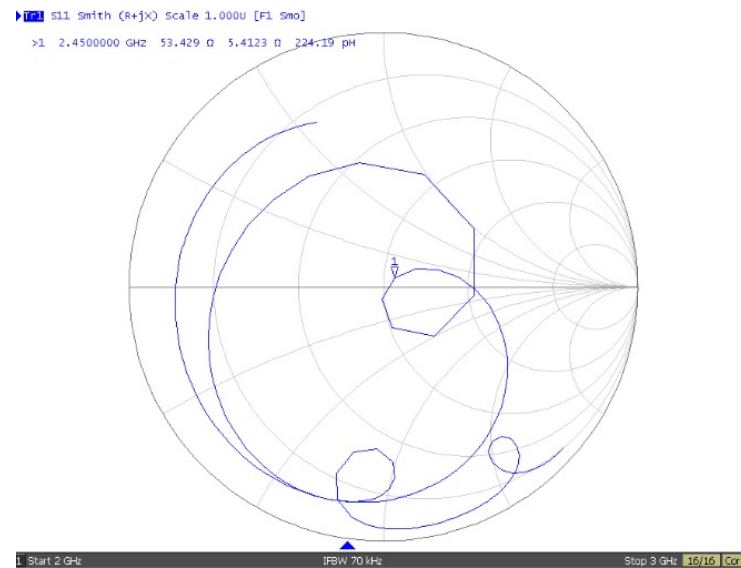 Tr1 S11 Smith (R+jX) Scale 1.000U [F1 Smo]
>1 2.4500000 GHz 53.429 Ω 5.4123 Ω 224.19 pH
1
1 Start 2 GHz IFBW 70 kHz Stop 3 GHz 16/16 Cor